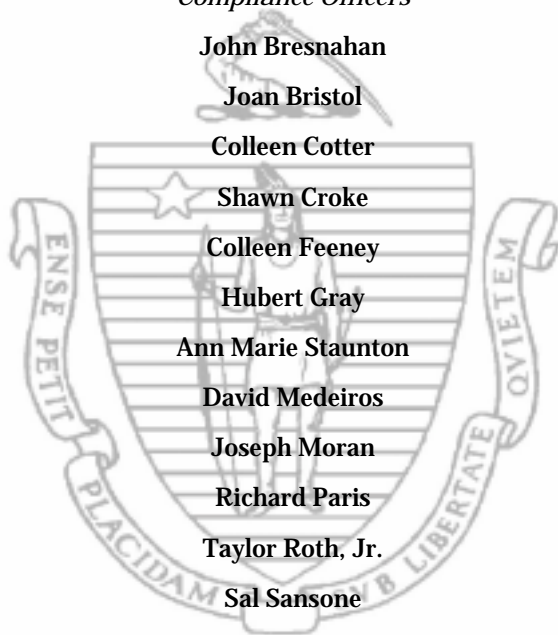 Compliance Officers
John Bresnahan
Joan Bristol
Colleen Cotter
Shawn Croke
Colleen Feeney
Hubert Gray
Ann Marie Staunton
David Medeiros
Joseph Moran
Richard Paris
Taylor Roth, Jr.
Sal Sansone
ENSE PETIT
PLACIDAM
SVB LIBERTATE
QVIETEM